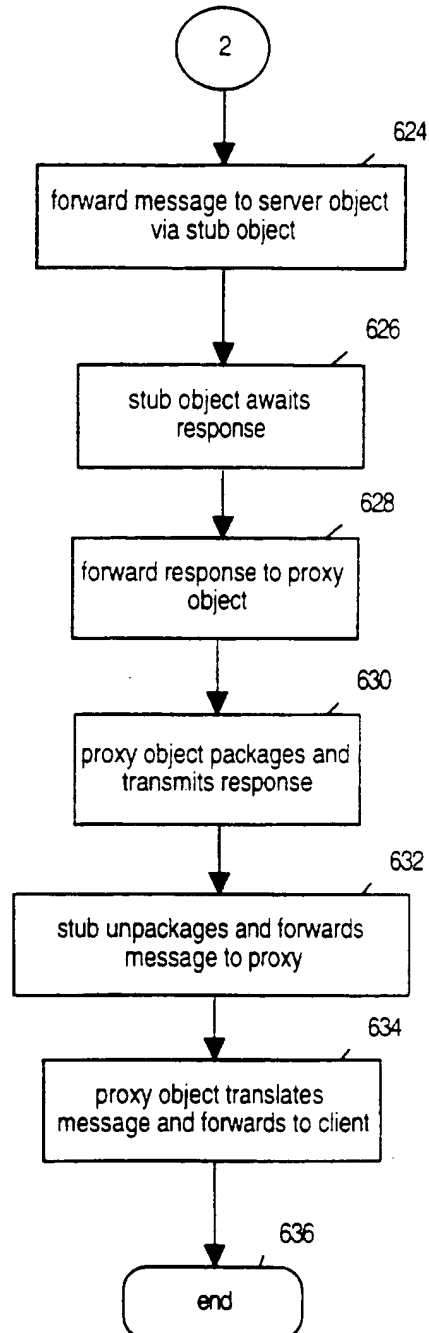 2
624
forward message to server object
via stub object
626
stub object awaits
response
628
forward response to proxy
object
630
proxy object packages and
transmits response
632
stub unpackages and forwards
message to proxy
634
proxy object translates
message and forwards to client
636
end